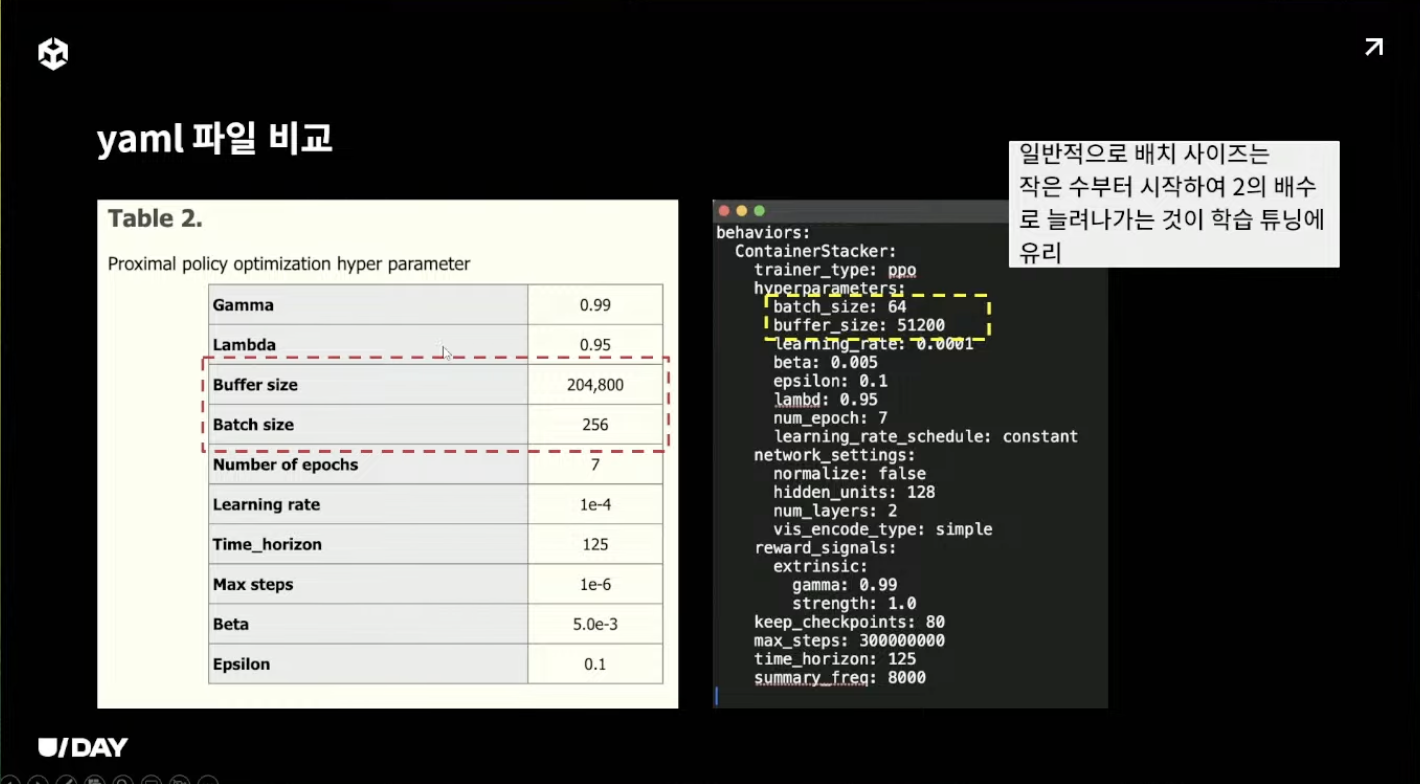 yaml 파일 비교
일반적으로 배치 사이즈는
작은 수부터 시작하여 2의 배수
로 늘려나가는 것이 학습 튜닝에
유리
Table 2.
Proximal policy optimization hyper parameter
Gamma 0.99
Lambda 0.95
Buffer size 204,800
Batch size 256
Number of epochs 7
Learning rate 1e-4
Time_horizon 125
Max steps 1e-6
Beta 5.0e-3
Epsilon 0.1
behaviors:
ContainerStacker:
trainer_type: ppo
hyperparameters:
batch_size: 64
buffer_size: 51200
learning_rate: 0.0001
beta: 0.005
epsilon: 0.1
lambd: 0.95
num_epoch: 7
learning_rate_schedule: constant
network_settings:
normalize: false
hidden_units: 128
num_layers: 2
vis_encode_type: simple
reward_signals:
extrinsic:
gamma: 0.99
strength: 1.0
keep_checkpoints: 80
max_steps: 300000000
time_horizon: 125
summary_freq: 8000
U/DAY